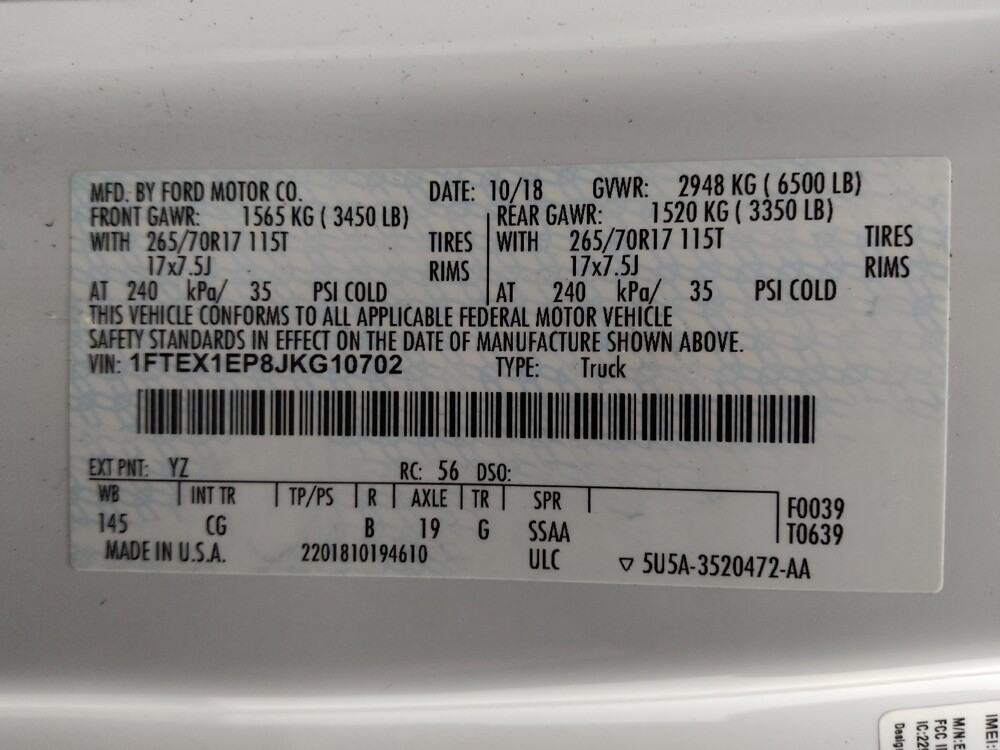 MFD. BY FORD MOTOR CO. DATE: 10/18 GVWR: 2948 KG ( 6500 LB)
FRONT GAWR: 1565 KG ( 3450 LB) REAR GAWR: 1520 KG ( 3350 LB)
WITH 265/70R17 115T TIRES WITH 265/70R17 115T TIRES
17x7.5J RIMS 17x7.5J RIMS
AT 240 kPa/ 35 PSI COLD AT 240 kPa/ 35 PSI COLD
THIS VEHICLE CONFORMS TO ALL APPLICABLE FEDERAL MOTOR VEHICLE
SAFETY STANDARDS IN EFFECT ON THE DATE OF MANUFACTURE SHOWN ABOVE.
VIN: 1FTEX1EP8JKG10702 TYPE: Truck
EXT PNT: YZ RC: 56 DSO:
WB INT TR TP/PS R AXLE TR SPR F0039
145 CG B 19 G SSAA T0639
MADE IN U.S.A. 2201810194610 ULC ▽ 5U5A-3520472-AA
IMEI:
M/N:E
FCC I
IC:22
Desig